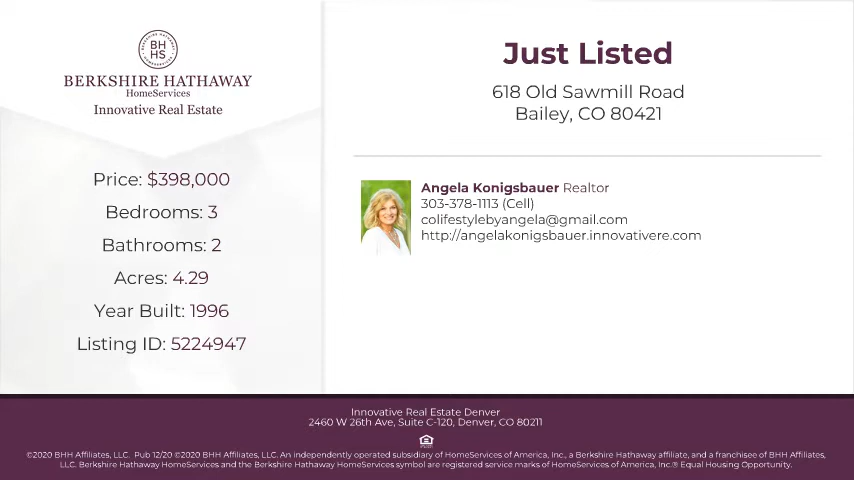 BH
HS
BERKSHIRE HATHAWAY
HomeServices
Innovative Real Estate
Price: $398,000
Bedrooms: 3
Bathrooms: 2
Acres: 4.29
Year Built: 1996
Listing ID: 5224947
Just Listed
618 Old Sawmill Road
Bailey, CO 80421
Angela Konigsbauer Realtor
303-378-1113 (Cell)
colifestylebyangela@gmail.com
http://angelakonigsbauer.innovativere.com
Innovative Real Estate Denver
2460 W 26th Ave, Suite C-120, Denver, CO 80211
©2020 BHH Affiliates, LLC. Pub 12/20 ©2020 BHH Affiliates, LLC. An independently operated subsidiary of HomeServices of America, Inc., a Berkshire Hathaway affiliate, and a franchisee of BHH Affiliates,
LLC. Berkshire Hathaway HomeServices and the Berkshire Hathaway HomeServices symbol are registered service marks of HomeServices of America, Inc.® Equal Housing Opportunity.